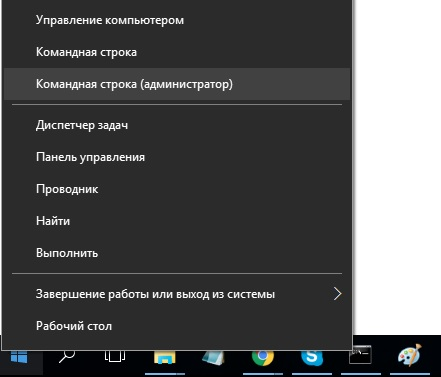 Управление компьютером
Командная строка
Командная строка (администратор)
Диспетчер задач
Панель управления
Проводник
Найти
Выполнить
Завершение работы или выход из системы
Рабочий стол